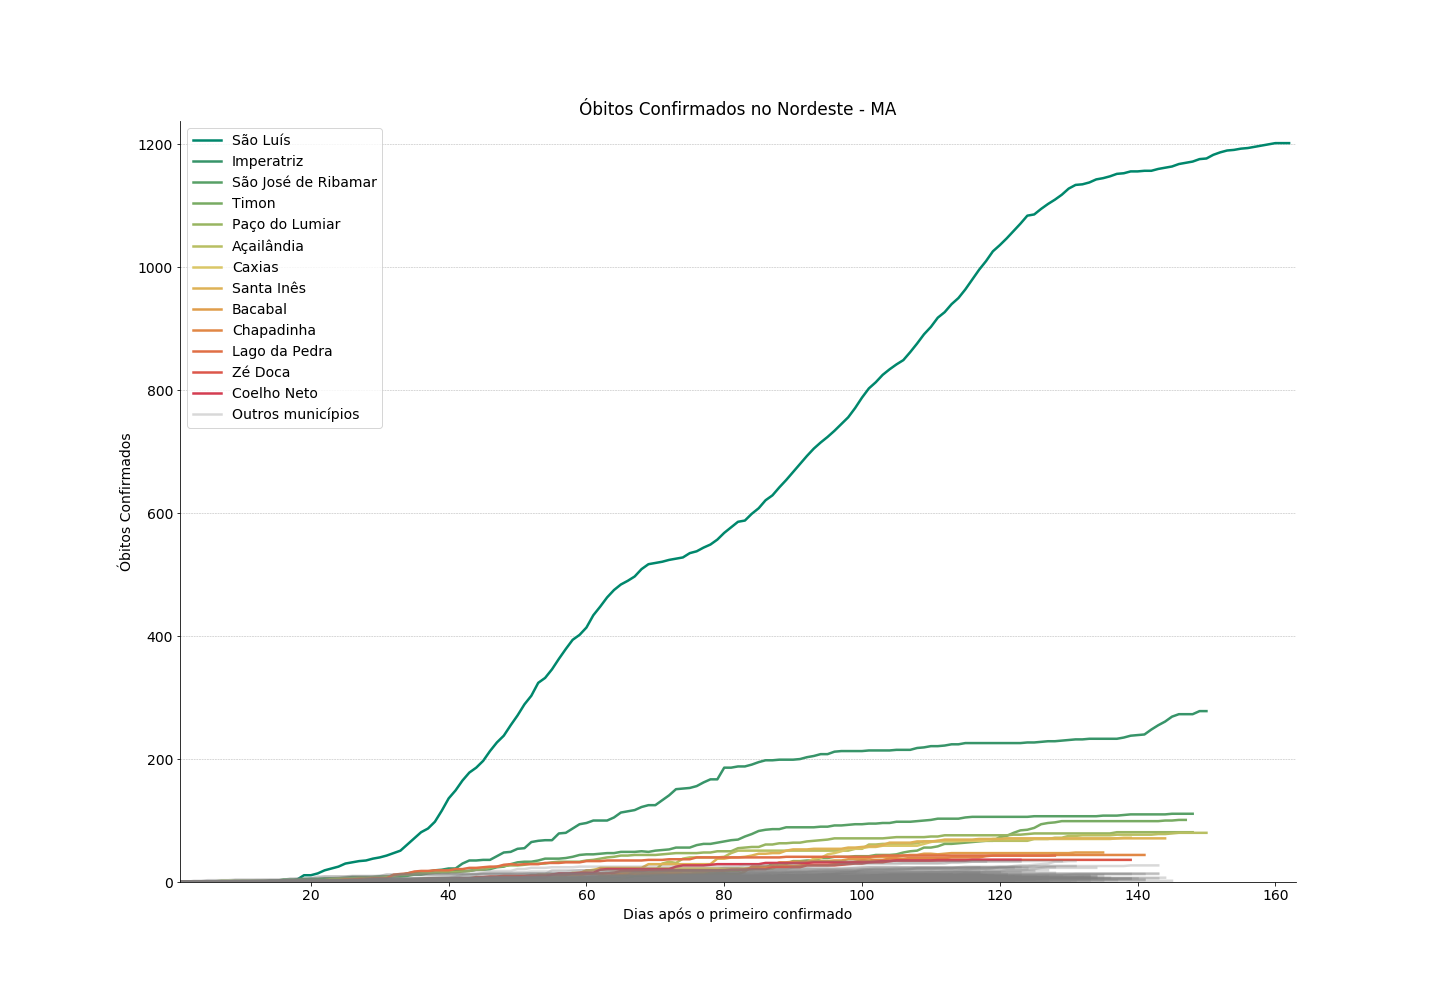 Óbitos Confirmados no Nordeste - MA
São Luís
Imperatriz
São José de Ribamar
Timon
Paço do Lumiar
Açailândia
Caxias
Santa Inês
Bacabal
Chapadinha
Lago da Pedra
Zé Doca
Coelho Neto
Outros municípios
Óbitos Confirmados
1200
1000
800
600
400
200
0
20 40 60 80 100 120 140 160
Dias após o primeiro confirmado